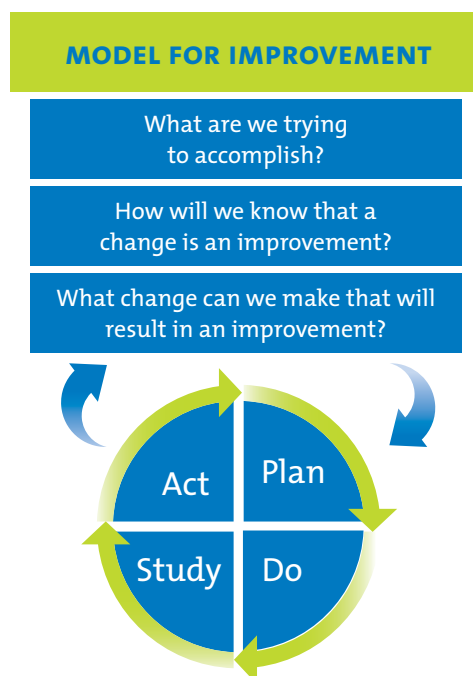 MODEL FOR IMPROVEMENT
What are we trying
to accomplish?
How will we know that a
change is an improvement?
What change can we make that will
result in an improvement?
Act
Plan
Study
Do